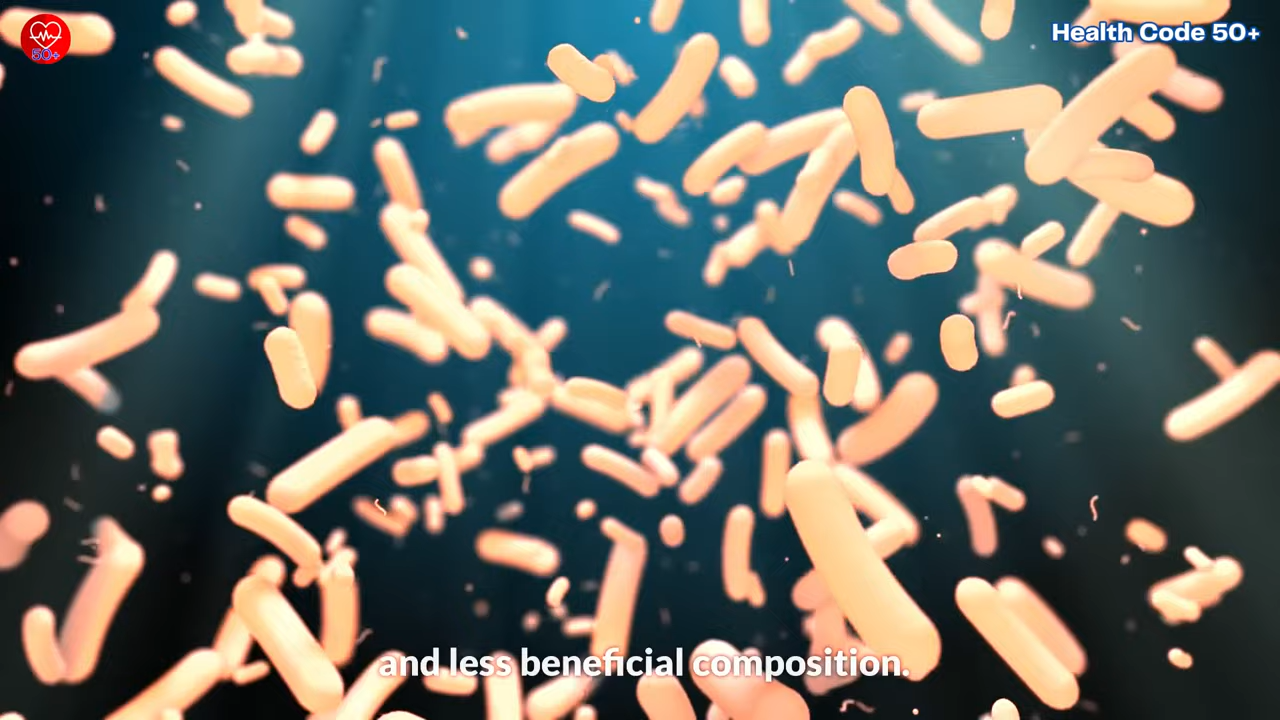 50+
Health Code 50+
and less beneficial composition.